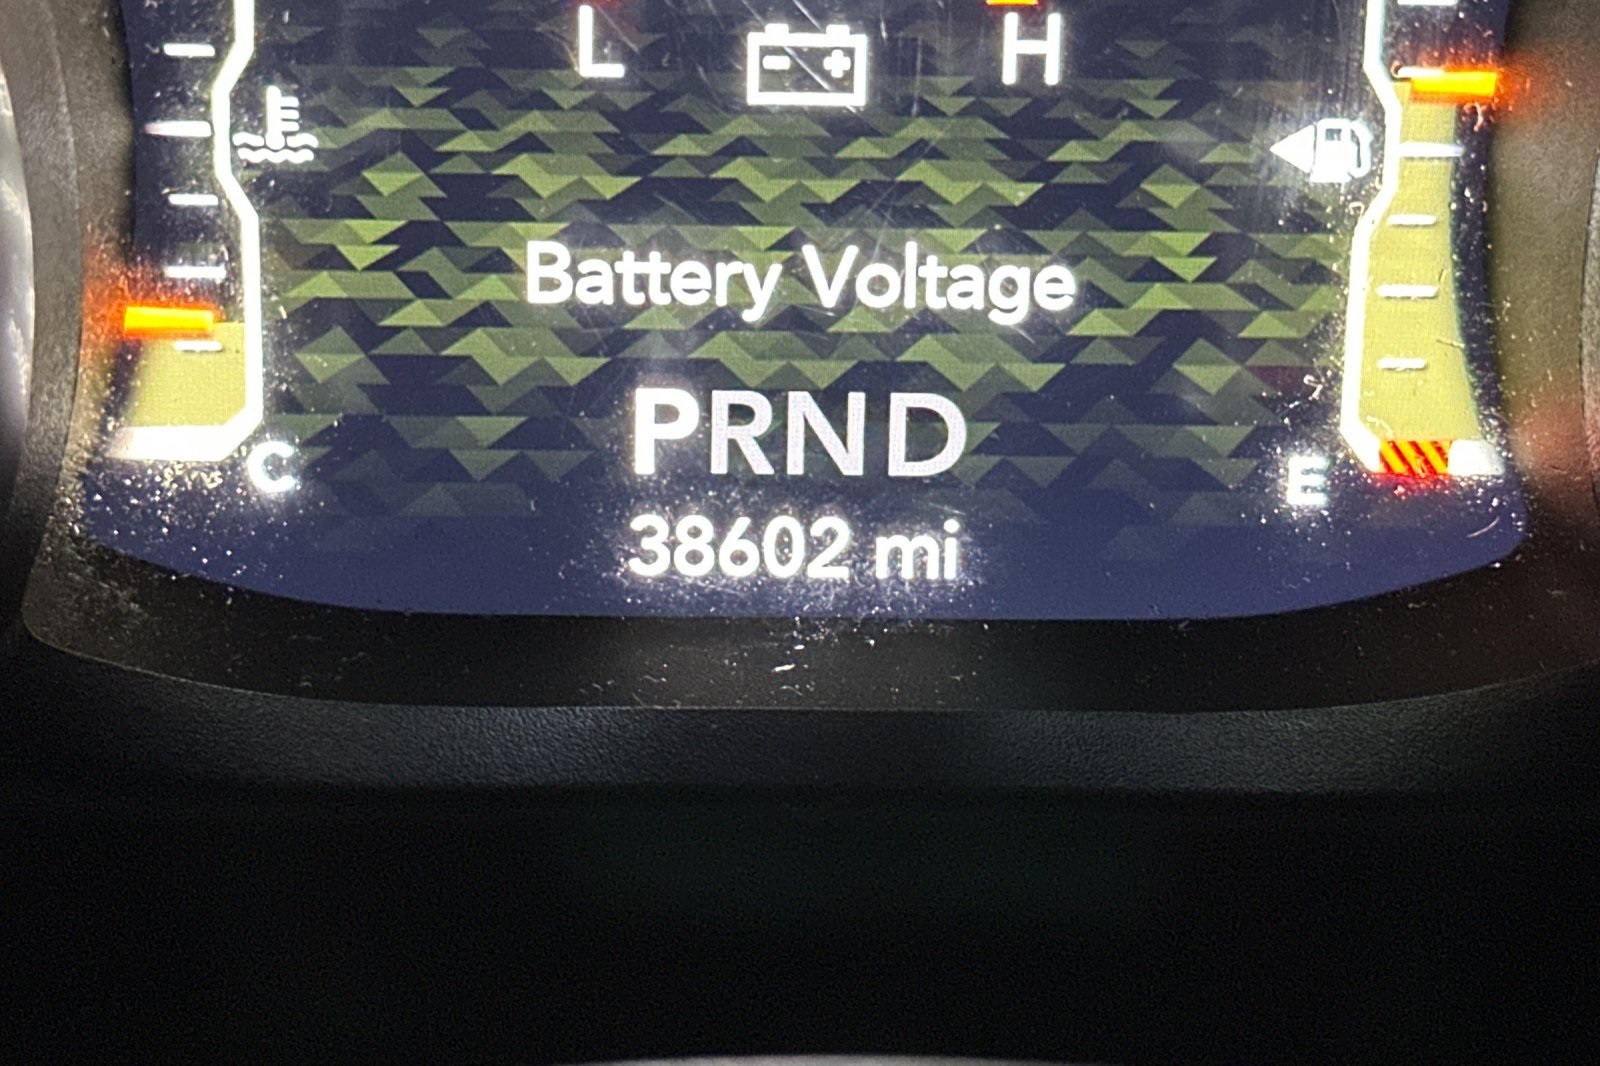 L H
- +
Battery Voltage
C
PRND
E
38602 mi